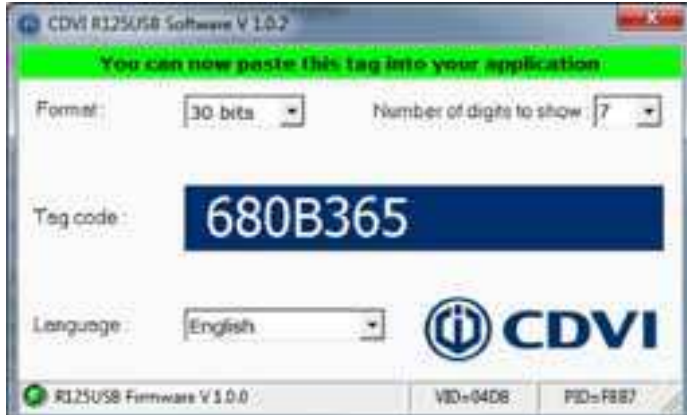 CDVI R125USB Software V 1.0.2
You can now paste this tag into your application
Format : 30 bits Number of digits to show : 7
Tag code : 680B365
Language : English
CDVI
R125USB Firmware V 1.0.0 VID=04D8 PID=F887